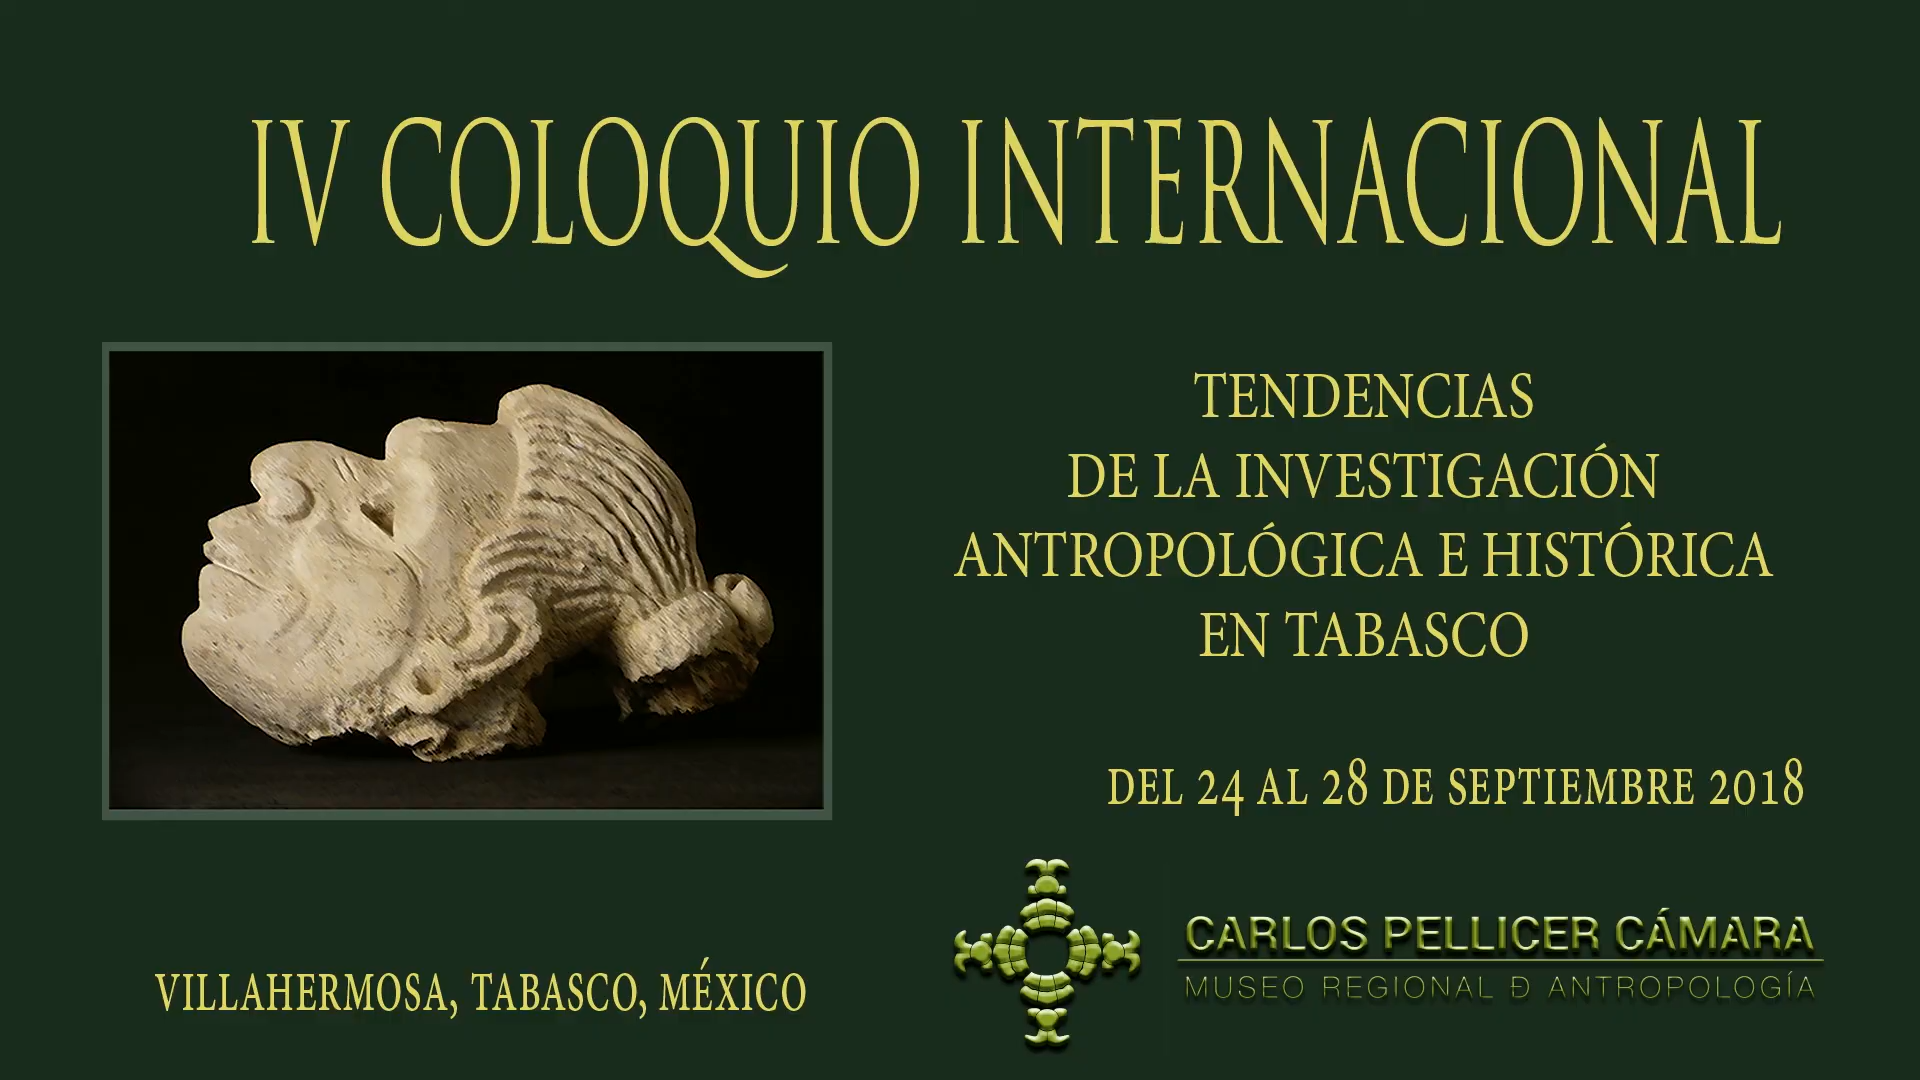 IV COLOQUIO INTERNACIONAL
TENDENCIAS
DE LA INVESTIGACIÓN
ANTROPOLÓGICA E HISTÓRICA
EN TABASCO
DEL 24 AL 28 DE SEPTIEMBRE 2018
CARLOS PELLICER CÁMARA
MUSEO REGIONAL Đ ANTROPOLOGÍA
VILLAHERMOSA, TABASCO, MÉXICO